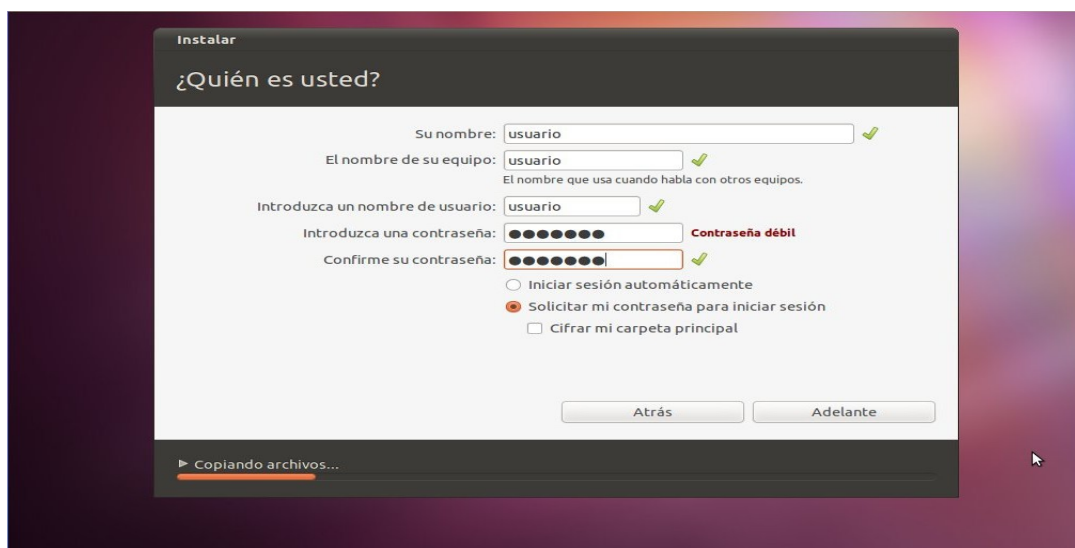 Instalar
¿Quién es usted?
Su nombre: usuario
El nombre de su equipo: usuario
El nombre que usa cuando habla con otros equipos.
Introduzca un nombre de usuario: usuario
Introduzca una contraseña: ●●●●●●● Contraseña débil
Confirme su contraseña: ●●●●●●●
Iniciar sesión automáticamente
Solicitar mi contraseña para iniciar sesión
Cifrar mi carpeta principal
Atrás Adelante
Copiando archivos...